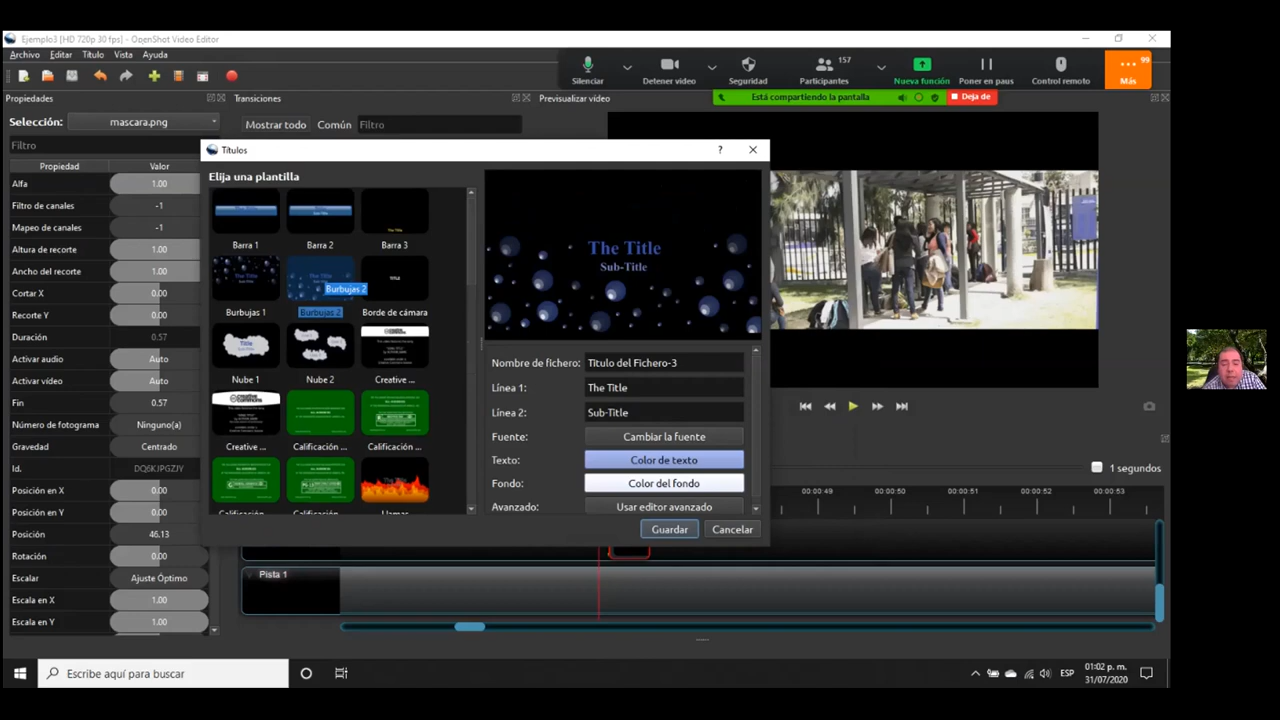 Ejemplo3 [HD 720p 30 fps] - OpenShot Video Editor
Archivo Editar Título Vista Ayuda
Silenciar
Detener video
Seguridad
157
Participantes
Nueva función
Poner en paus
Control remoto
99
Más
Está compartiendo la pantalla
Deja de
Propiedades
Transiciones
Previsualizar vídeo
Selección:
mascara.png
Mostrar todo
Común
Filtro
Filtro
Propiedad Valor
Alfa 1.00
Filtro de canales -1
Mapeo de canales -1
Altura de recorte 1.00
Ancho del recorte 1.00
Cortar X 0.00
Recorte Y 0.00
Duración 0.57
Activar audio Auto
Activar vídeo Auto
Fin 0.57
Número de fotograma Ninguno(a)
Gravedad Centrado
Id. DQ6KJPGZJY
Posición en X 0.00
Posición en Y 0.00
Posición 46.13
Rotación 0.00
Escalar Ajuste Óptimo
Escala en X 1.00
Escala en Y 1.00
Títulos
?
Elija una plantilla
Barra 1 Barra 2 Barra 3
Burbujas 2
Burbujas 1 Burbujas 2 Borde de cámara
Nube 1 Nube 2 Creative ...
Creative ... Calificación ... Calificación ...
Calificación Calificación Llamas
The Title
Sub-Title
Nombre de fichero: Título del Fichero-3
Línea 1: The Title
Línea 2: Sub-Title
Fuente: Cambiar la fuente
Texto: Color de texto
Fondo: Color del fondo
Avanzado: Usar editor avanzado
Guardar
Cancelar
1 segundos
00:00:49 00:00:50 00:00:51 00:00:52 00:00:53
Pista 1
Escribe aquí para buscar
ESP
01:02 p. m.
31/07/2020